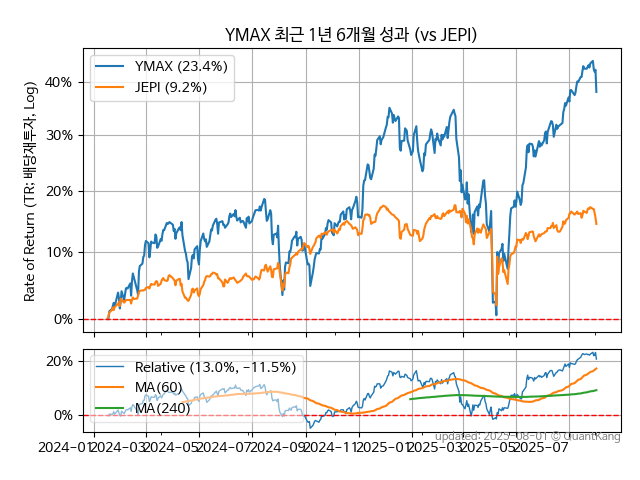 YMAX 최근 1년 6개월 성과 (vs JEPI)
Rate of Return (TR: 배당재투자, Log)
YMAX (23.4%)
JEPI (9.2%)
40%
30%
20%
10%
0%
Relative (13.0%, −11.5%)
MA(60)
MA(240)
20%
0%
updated: 2025-08-01 © QuantKang
2024-01 2024-03 2024-05 2024-07 2024-09 2024-11 2025-01 2025-03 2025-05 2025-07